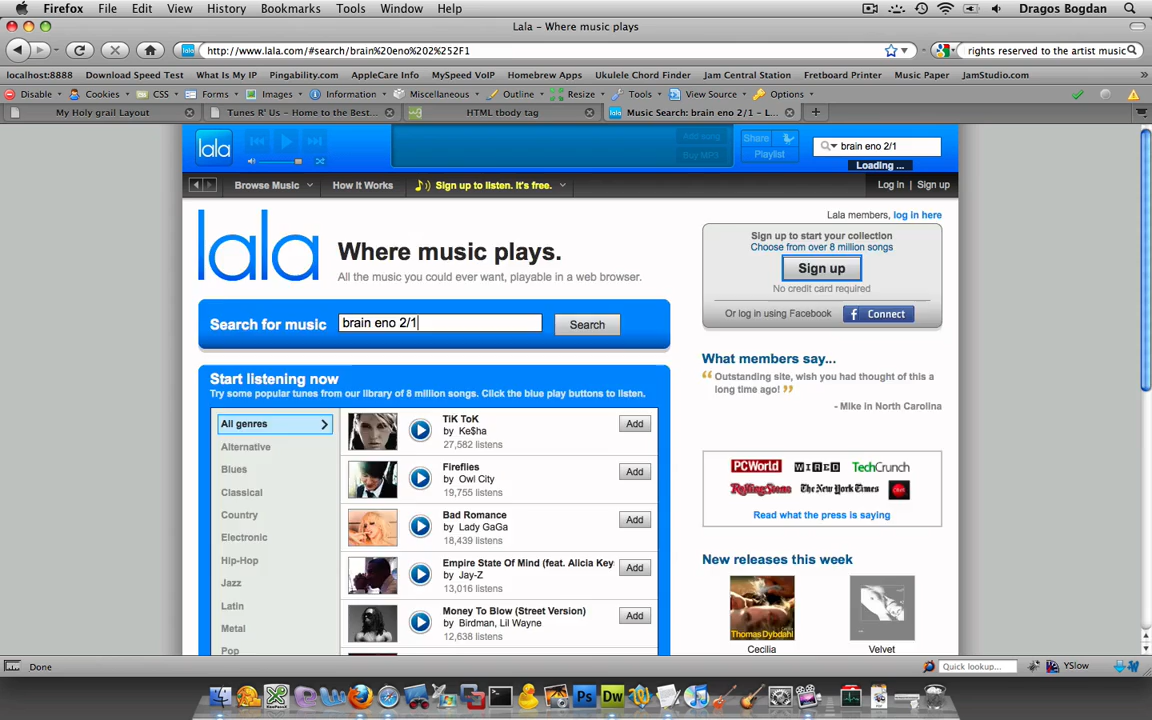 Firefox File Edit View History Bookmarks Tools Window Help Dragos Bogdan
Lala – Where music plays
http://www.lala.com/#search/brain%20eno%202%252F1 rights reserved to the artist music
localhost:8888 Download Speed Test What Is My IP Pingability.com AppleCare Info MySpeed VoIP Homebrew Apps Ukulele Chord Finder Jam Central Station Fretboard Printer Music Paper JamStudio.com »
Disable Cookies CSS Forms Images Information Miscellaneous Outline Resize Tools View Source Options
My Holy grail Layout Tunes R' Us – Home to the Best... HTML tbody tag Music Search: brain eno 2/1 – L...
lala Add song Buy MP3 Share Playlist brain eno 2/1
Loading ...
Browse Music How It Works Sign up to listen. It's free. Log in | Sign up
Lala members, log in here
lala
Where music plays.
All the music you could ever want, playable in a web browser.
Sign up to start your collection
Choose from over 8 million songs
Sign up
No credit card required
Or log in using Facebook f Connect
Search for music brain eno 2/1 Search
What members say...
“ Outstanding site, wish you had thought of this a
long time ago! ”
- Mike in North Carolina
Start listening now
Try some popular tunes from our library of 8 million songs. Click the blue play buttons to listen.
All genres
Alternative
Blues
Classical
Country
Electronic
Hip-Hop
Jazz
Latin
Metal
Pop
TiK ToK
by Ke$ha
27,582 listens
Add
Fireflies
by Owl City
19,755 listens
Add
Bad Romance
by Lady GaGa
18,439 listens
Add
Empire State Of Mind (feat. Alicia Key
by Jay-Z
13,016 listens
Add
Money To Blow (Street Version)
by Birdman, Lil Wayne
12,638 listens
Add
PCWorld WIRED TechCrunch
RollingStone The New York Times
Read what the press is saying
New releases this week
Thomas Dybdahl
Cecilia Velvet
Done Quick lookup... YSlow
Ps Dw